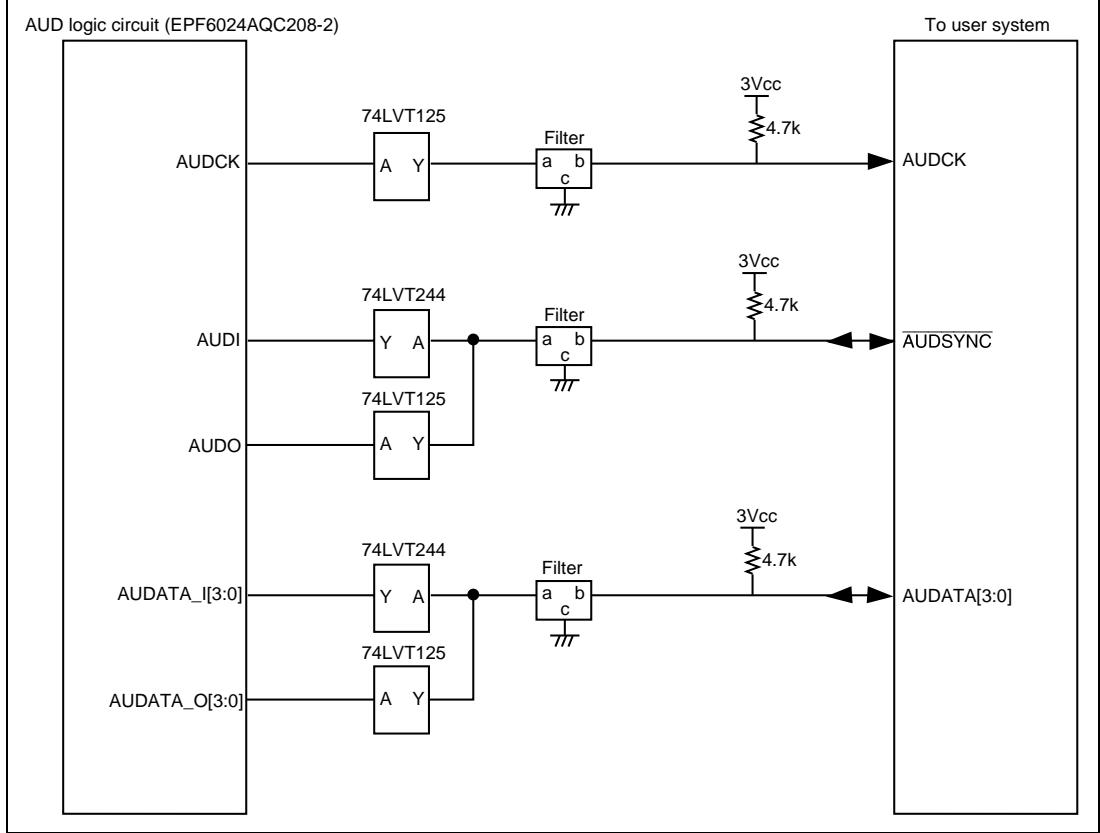 AUD logic circuit (EPF6024AQC208-2)
To user system
3Vcc
4.7k
74LVT125
Filter
AUDCK
A Y
a b
c
AUDCK
3Vcc
4.7k
74LVT244
Filter
AUDI
Y A
a b
c
AUDSYNC
74LVT125
AUDO
A Y
3Vcc
4.7k
74LVT244
Filter
AUDATA_I[3:0]
Y A
a b
c
AUDATA[3:0]
74LVT125
AUDATA_O[3:0]
A Y